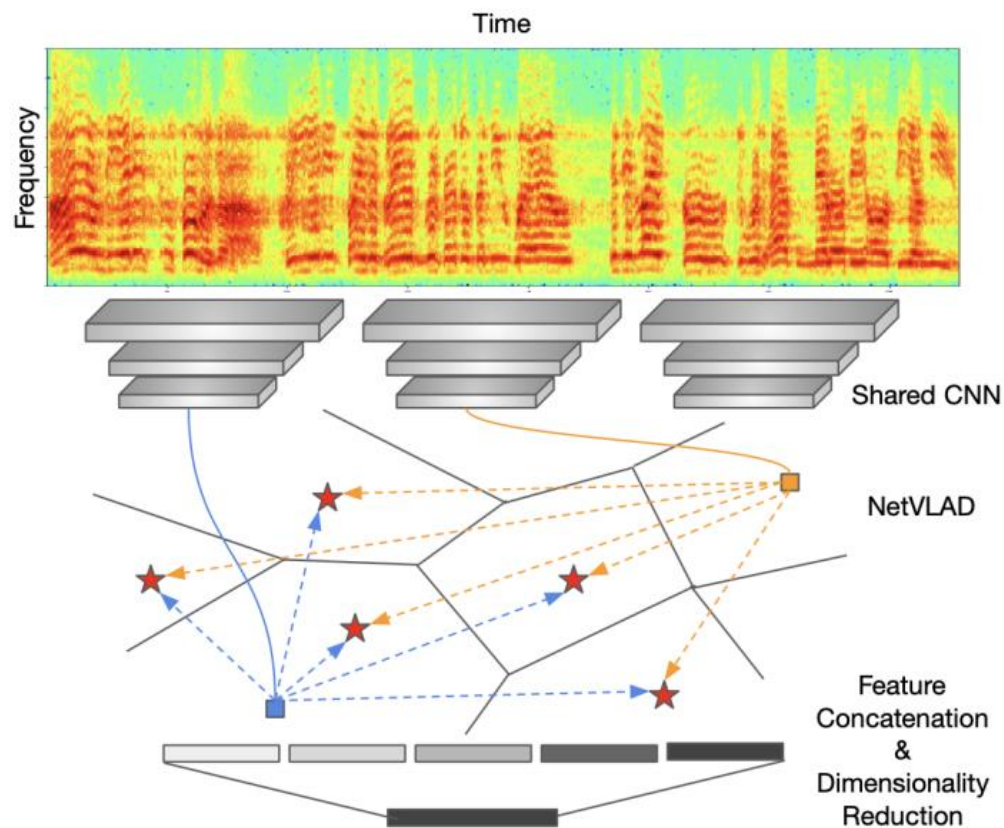 Time
Frequency
Shared CNN
NetVLAD
Feature
Concatenation
&
Dimensionality
Reduction